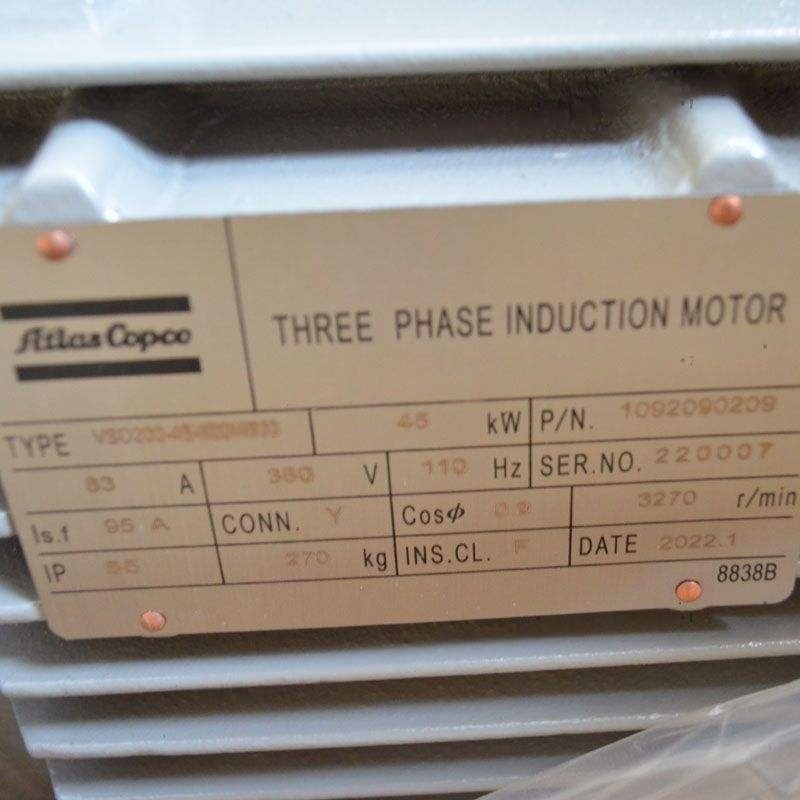 Atlas Copco
THREE PHASE INDUCTION MOTOR
TYPE 45 kW P/N. 1092090209
83 A 380 V 110 Hz SER.NO. 220007
Is.f 95 A CONN. Y Cosϕ 0.9 3270 r/min
IP 55 270 kg INS.CL. F DATE 2022.1
8838B